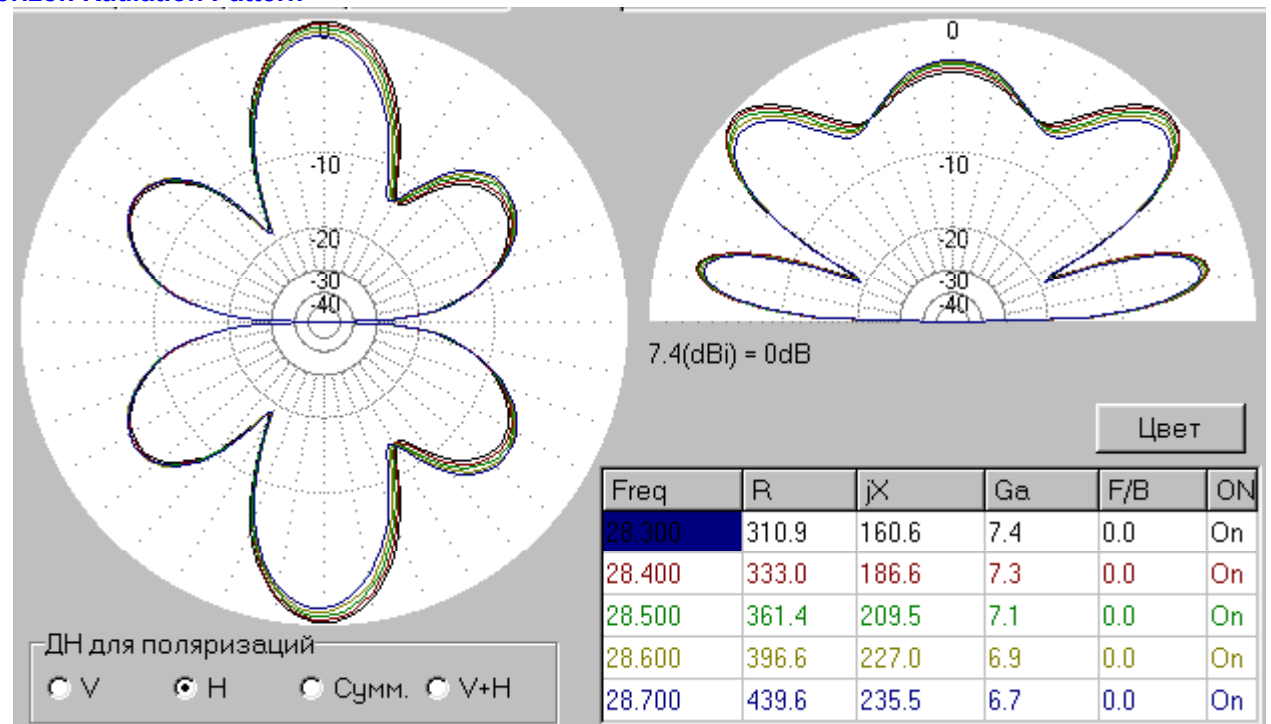 Radiation Pattern
0
-10
-20
-30
-40
0
-10
-20
-30
-40
7.4(dBi) = 0dB
Цвет
Freq R jX Ga F/B ON
28.300 310.9 160.6 7.4 0.0 On
28.400 333.0 186.6 7.3 0.0 On
28.500 361.4 209.5 7.1 0.0 On
28.600 396.6 227.0 6.9 0.0 On
28.700 439.6 235.5 6.7 0.0 On
ДН для поляризаций
V H Сумм. V+H